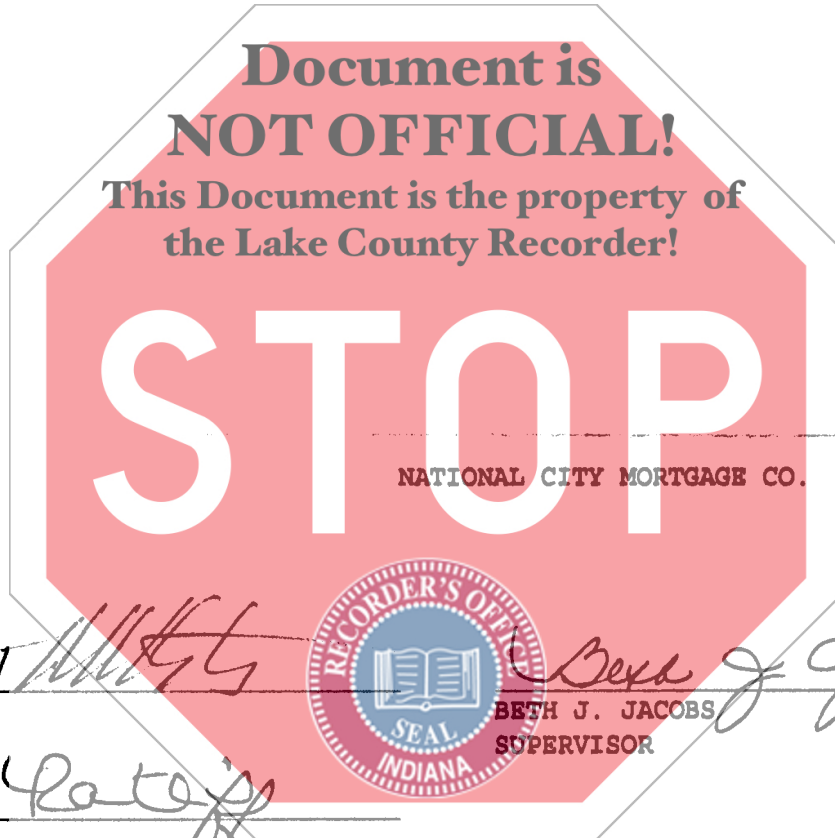 Document is
NOT OFFICIAL!
This Document is the property of
the Lake County Recorder!
STOP
NATIONAL CITY MORTGAGE CO.
RECORDER'S OFFICE
SEAL
INDIANA
BETH J. JACOBS
SUPERVISOR